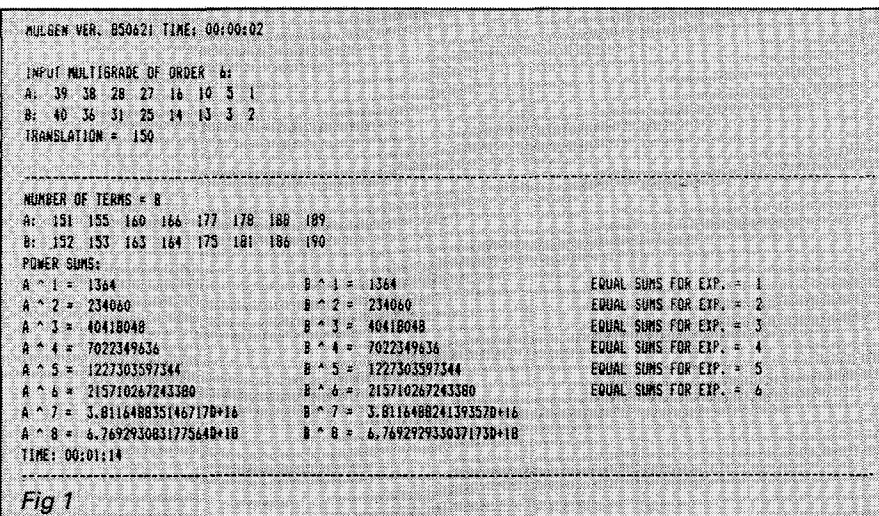 MULGEN VER. 850621 TIME: 00:00:02
INPUT MULTIGRADE OF ORDER 6:
A: 39 38 28 27 16 10 5 1
B: 40 36 31 25 14 13 3 2
TRANSLATION = 150
NUMBER OF TERMS = 8
A: 151 155 160 166 177 178 188 189
B: 152 153 163 164 175 181 186 190
POWER SUMS:
A ^ 1 = 1364 B ^ 1 = 1364 EQUAL SUMS FOR EXP. = 1
A ^ 2 = 234060 B ^ 2 = 234060 EQUAL SUMS FOR EXP. = 2
A ^ 3 = 40418048 B ^ 3 = 40418048 EQUAL SUMS FOR EXP. = 3
A ^ 4 = 7022349636 B ^ 4 = 7022349636 EQUAL SUMS FOR EXP. = 4
A ^ 5 = 1227303597344 B ^ 5 = 1227303597344 EQUAL SUMS FOR EXP. = 5
A ^ 6 = 215710267243380 B ^ 6 = 215710267243380 EQUAL SUMS FOR EXP. = 6
A ^ 7 = 3.811648835146717D+16 B ^ 7 = 3.811648824139357D+16
A ^ 8 = 6.769293083177564D+18 B ^ 8 = 6.769292933037173D+18
TIME: 00:01:14
Fig 1